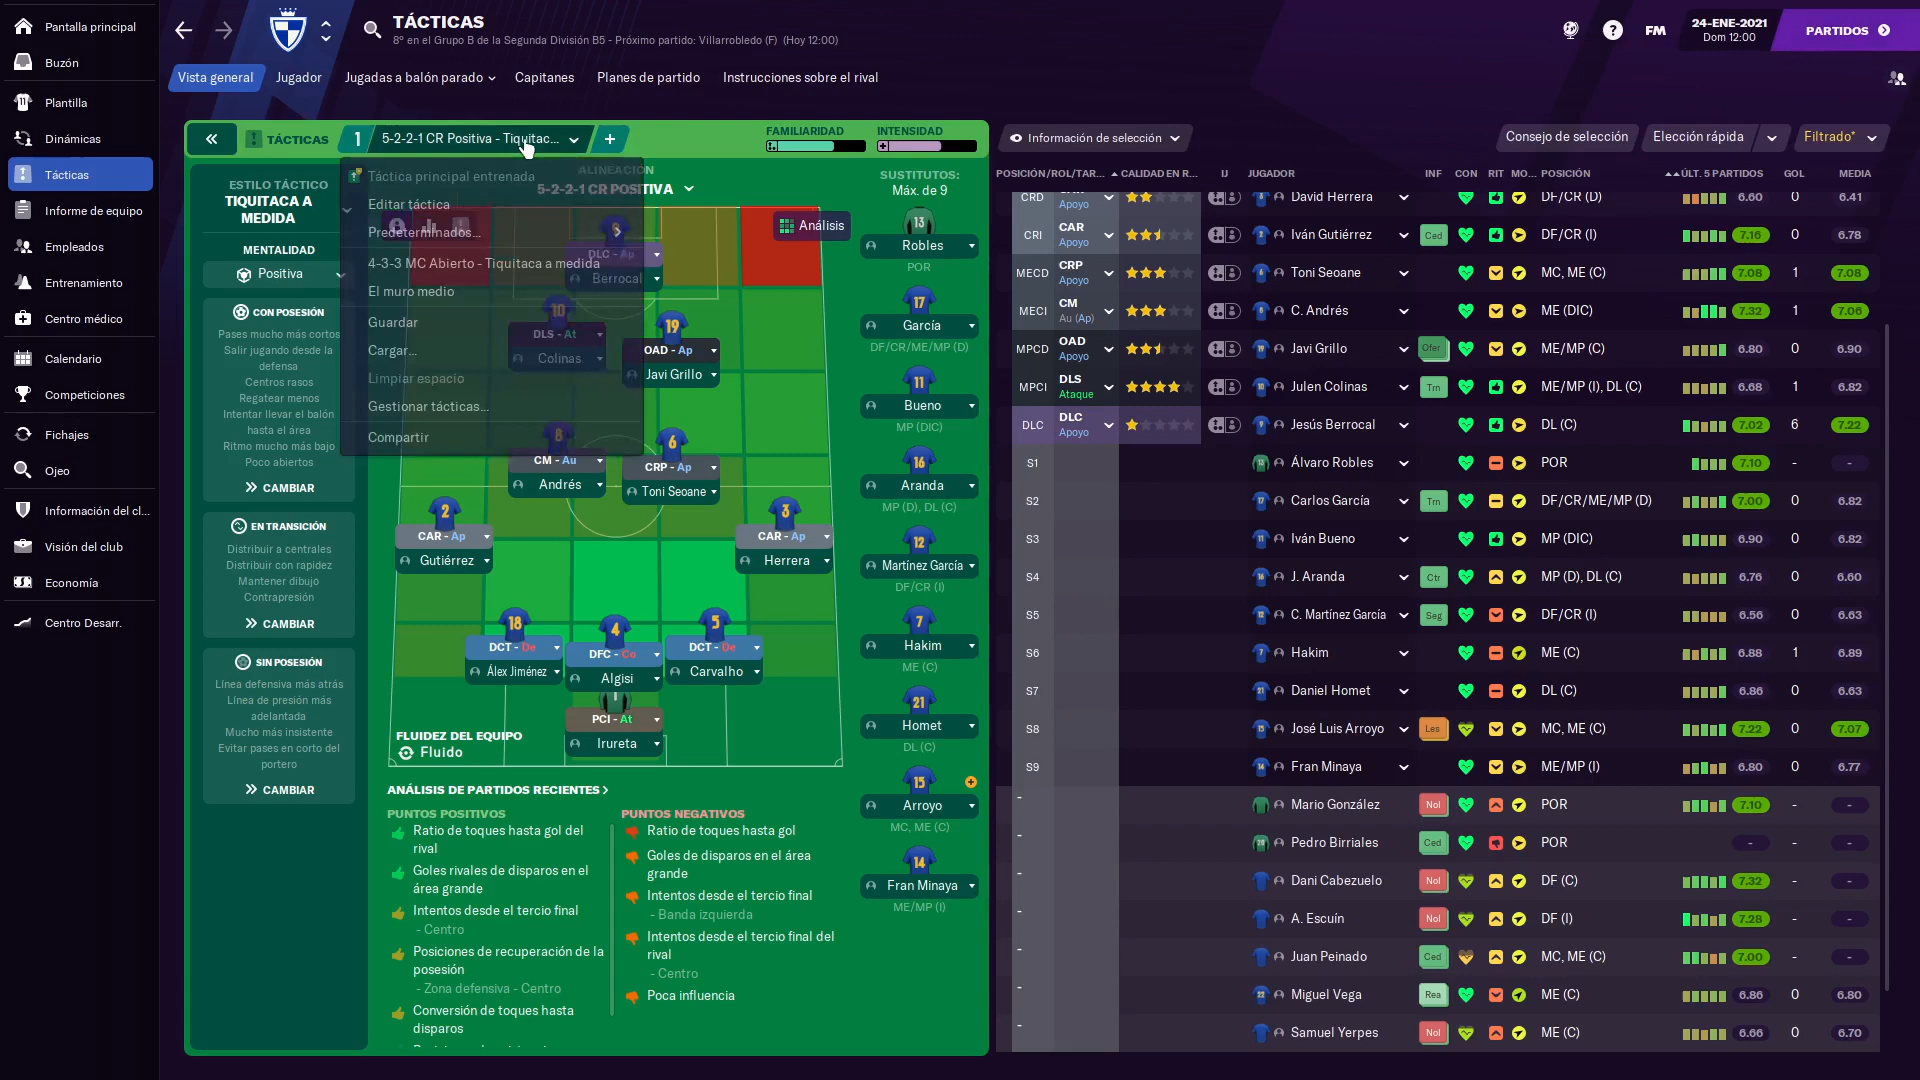 Pantalla principal
Buzón
Plantilla
Dinámicas
Tácticas
Informe de equipo
Empleados
Entrenamiento
Centro médico
Calendario
Competiciones
Fichajes
Ojeo
Información del cl...
Visión del club
Economía
Centro Desarr.
TÁCTICAS
8º en el Grupo B de la Segunda División B5 - Próximo partido: Villarrobledo (F) (Hoy 12:00)
FM
24-ENE-2021
Dom 12:00
PARTIDOS
Vista general
Jugador
Jugadas a balón parado
Capitanes
Planes de partido
Instrucciones sobre el rival
TÁCTICAS
1
5-2-2-1 CR Positiva - Tiquitac...
+
FAMILIARIDAD
INTENSIDAD
Táctica principal entrenada
Editar táctica
Predeterminados...
4-3-3 MC Abierto - Tiquitaca a medida
El muro medio
Guardar
Cargar...
Limpiar espacio
Gestionar tácticas...
Compartir
ESTILO TÁCTICO
TIQUITACA A
MEDIDA
MENTALIDAD
Positiva
CON POSESIÓN
Pases mucho más cortos
Salir jugando desde la
defensa
Centros rasos
Regatear menos
Intentar llevar el balón
hasta el área
Ritmo mucho más bajo
Poco abiertos
CAMBIAR
EN TRANSICIÓN
Distribuir a centrales
Distribuir con rapidez
Mantener dibujo
Contrapresión
CAMBIAR
SIN POSESIÓN
Línea defensiva más atrás
Línea de presión más
adelantada
Mucho más insistente
Evitar pases en corto del
portero
CAMBIAR
ALINEACIÓN
5-2-2-1 CR POSITIVA
Análisis
DLC - Ap
Berrocal
10
DLS - At
Colinas
19
OAD - Ap
Javi Grillo
8
CM - Au
Andrés
6
CRP - Ap
Toni Seoane
2
CAR - Ap
Gutiérrez
3
CAR - Ap
Herrera
18
DCT - De
Álex Jiménez
4
DFC - Co
Algisi
5
DCT - De
Carvalho
1
PCI - At
Irureta
FLUIDEZ DEL EQUIPO
Fluido
SUSTITUTOS:
Máx. de 9
13
Robles
POR
17
García
DF/CR/ME/MP (D)
11
Bueno
MP (DIC)
16
Aranda
MP (D), DL (C)
12
Martínez García
DF/CR (I)
7
Hakim
ME (C)
21
Homet
DL (C)
15
Arroyo
MC, ME (C)
14
Fran Minaya
ME/MP (I)
ANÁLISIS DE PARTIDOS RECIENTES >
PUNTOS POSITIVOS
Ratio de toques hasta gol del
rival
Goles rivales de disparos en el
área grande
Intentos desde el tercio final
- Centro
Posiciones de recuperación de la
posesión
- Zona defensiva - Centro
Conversión de toques hasta
disparos
PUNTOS NEGATIVOS
Ratio de toques hasta gol
Goles de disparos en el área
grande
Intentos desde el tercio final
- Banda izquierda
Intentos desde el tercio final del
rival
- Centro
Poca influencia
Información de selección
Consejo de selección
Elección rápida
Filtrado*
POSICIÓN/ROL/TAR... CALIDAD EN R... IJ JUGADOR INF CON RIT MO... POSICIÓN ÚLT. 5 PARTIDOS GOL MEDIA
CRD Apoyo David Herrera DF/CR (D) 6.60 0 6.41
CRI CAR Apoyo Iván Gutiérrez Ced DF/CR (I) 7.16 0 6.78
MECD CRP Apoyo Toni Seoane MC, ME (C) 7.08 1 7.08
MECI CM Au (Ap) C. Andrés ME (DIC) 7.32 1 7.06
MPCD OAD Apoyo Javi Grillo Ofer ME/MP (C) 6.80 0 6.90
MPCI DLS Ataque Julen Colinas Trn ME/MP (I), DL (C) 6.68 1 6.82
DLC DLC Apoyo Jesús Berrocal DL (C) 7.02 6 7.22
S1 Álvaro Robles POR 7.10 - -
S2 Carlos García Trn DF/CR/ME/MP (D) 7.00 0 6.82
S3 Iván Bueno MP (DIC) 6.90 0 6.82
S4 J. Aranda Ctr MP (D), DL (C) 6.76 0 6.60
S5 C. Martínez García Seg DF/CR (I) 6.56 0 6.63
S6 Hakim ME (C) 6.88 1 6.89
S7 Daniel Homet DL (C) 6.86 0 6.63
S8 José Luis Arroyo Les MC, ME (C) 7.22 0 7.07
S9 Fran Minaya ME/MP (I) 6.80 0 6.77
- Mario González Nol POR 7.10 - -
- Pedro Birriales Ced POR - - -
- Dani Cabezuelo Nol DF (C) 7.32 - -
- A. Escuín Nol DF (I) 7.28 - -
- Juan Peinado Ced MC, ME (C) 7.00 - -
- Miguel Vega Rea ME (C) 6.86 0 6.80
- Samuel Yerpes Nol ME (C) 6.66 0 6.70